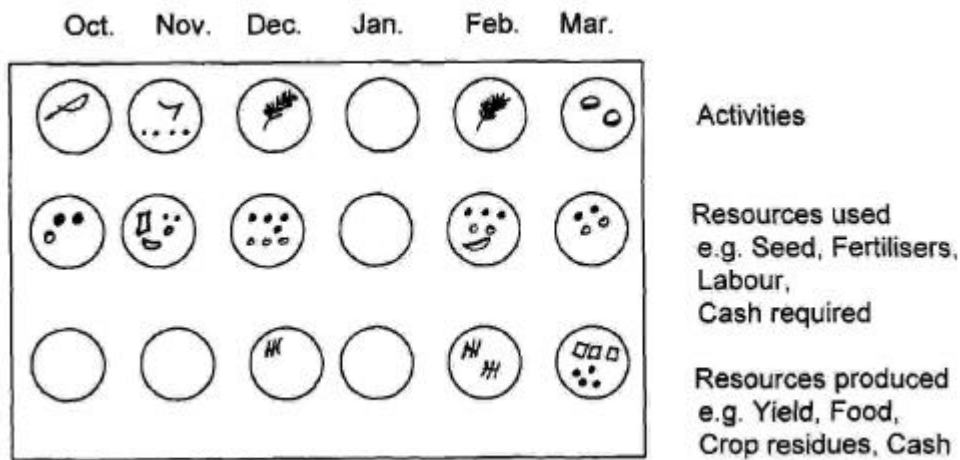 Oct. Nov. Dec. Jan. Feb. Mar.
Activities
Resources used
e.g. Seed, Fertilisers,
Labour,
Cash required
Resources produced
e.g. Yield, Food,
Crop residues, Cash